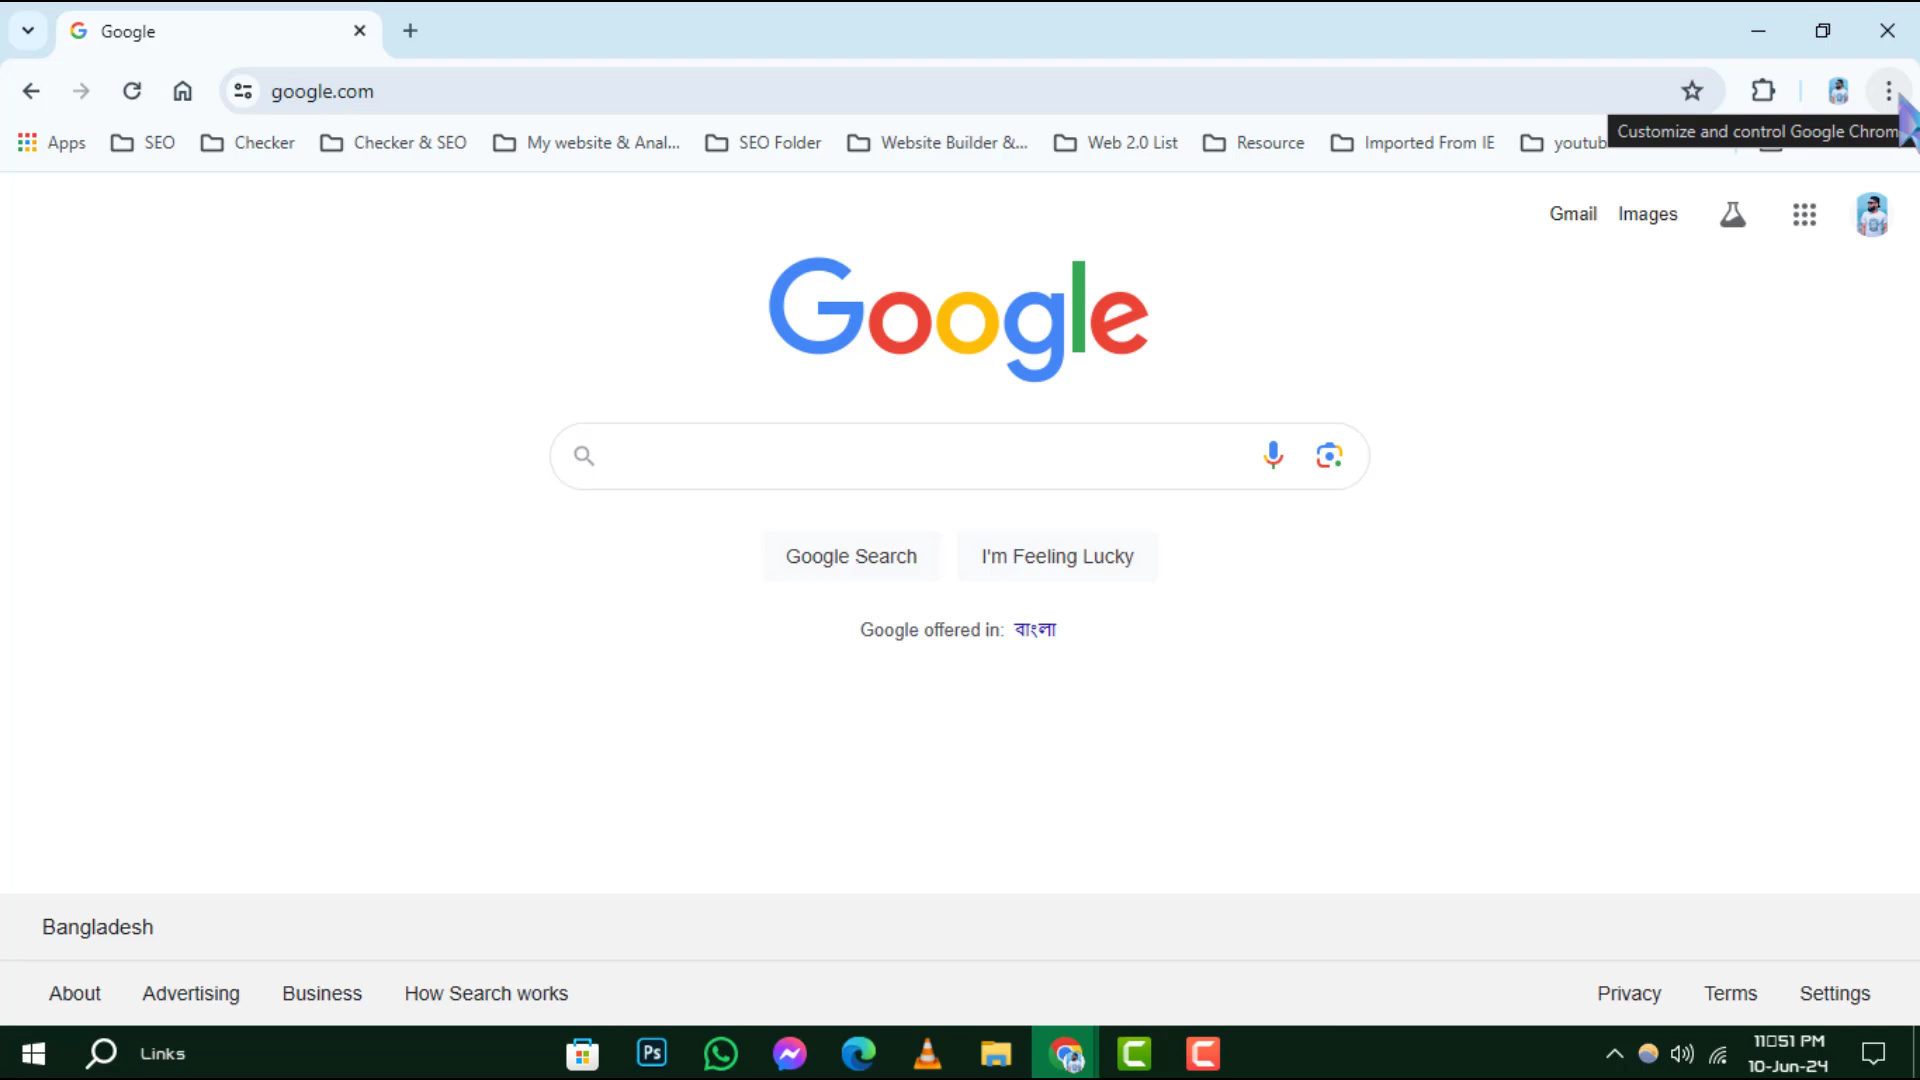 Google
google.com
Apps SEO Checker Checker & SEO My website & Anal... SEO Folder Website Builder &... Web 2.0 List Resource Imported From IE
Customize and control Google Chrom
Gmail Images
Google
Google Search I'm Feeling Lucky
Google offered in: বাংলা
Bangladesh
About Advertising Business How Search works Privacy Terms Settings
Links
Ps
11□51 PM
10-Jun-24